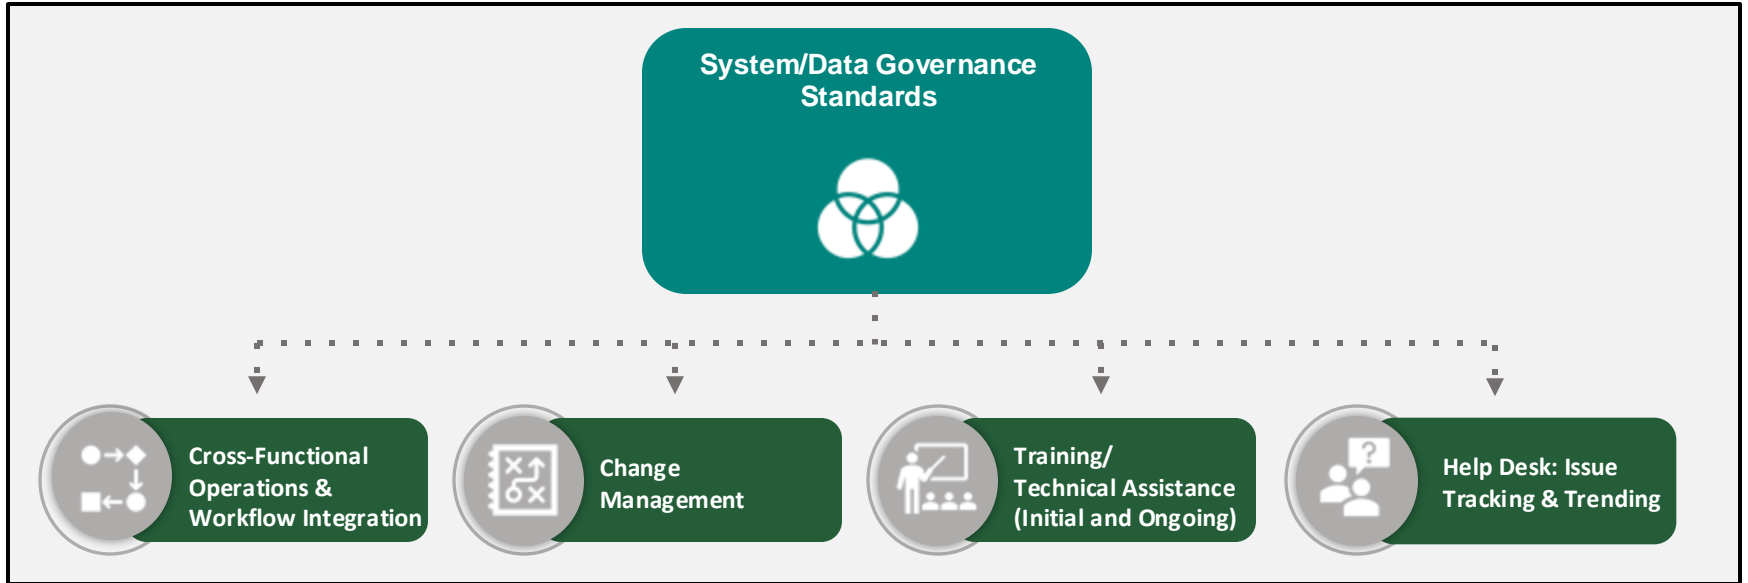 System/Data Governance
Standards
Cross-Functional
Operations &
Workflow Integration
Change
Management
Training/
Technical Assistance
(Initial and Ongoing)
?
Help Desk: Issue
Tracking & Trending